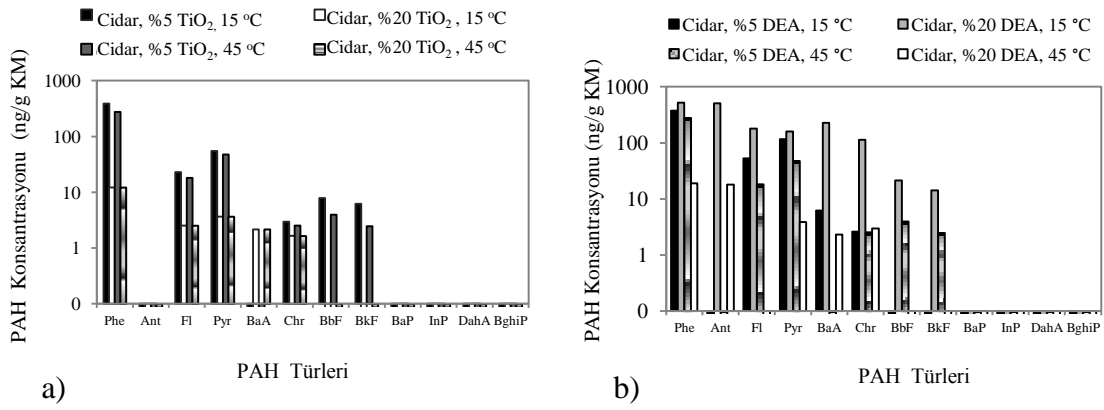 Cidar, %5 TiO2, 15 °C Cidar, %20 TiO2 , 15 °C
Cidar, %5 TiO2, 45 °C Cidar, %20 TiO2 , 45 °C
PAH Konsantrasyonu (ng/g KM)
1000
100
10
1
0
Phe Ant Fl Pyr BaA Chr BbF BkF BaP InP DahA BghiP
PAH Türleri
a)
Cidar, %5 DEA, 15 °C Cidar, %20 DEA, 15 °C
Cidar, %5 DEA, 45 °C Cidar, %20 DEA, 45 °C
PAH Konsantrasyonu (ng/g KM)
1000
100
10
1
0
Phe Ant Fl Pyr BaA Chr BbF BkF BaP InP DahA BghiP
PAH Türleri
b)